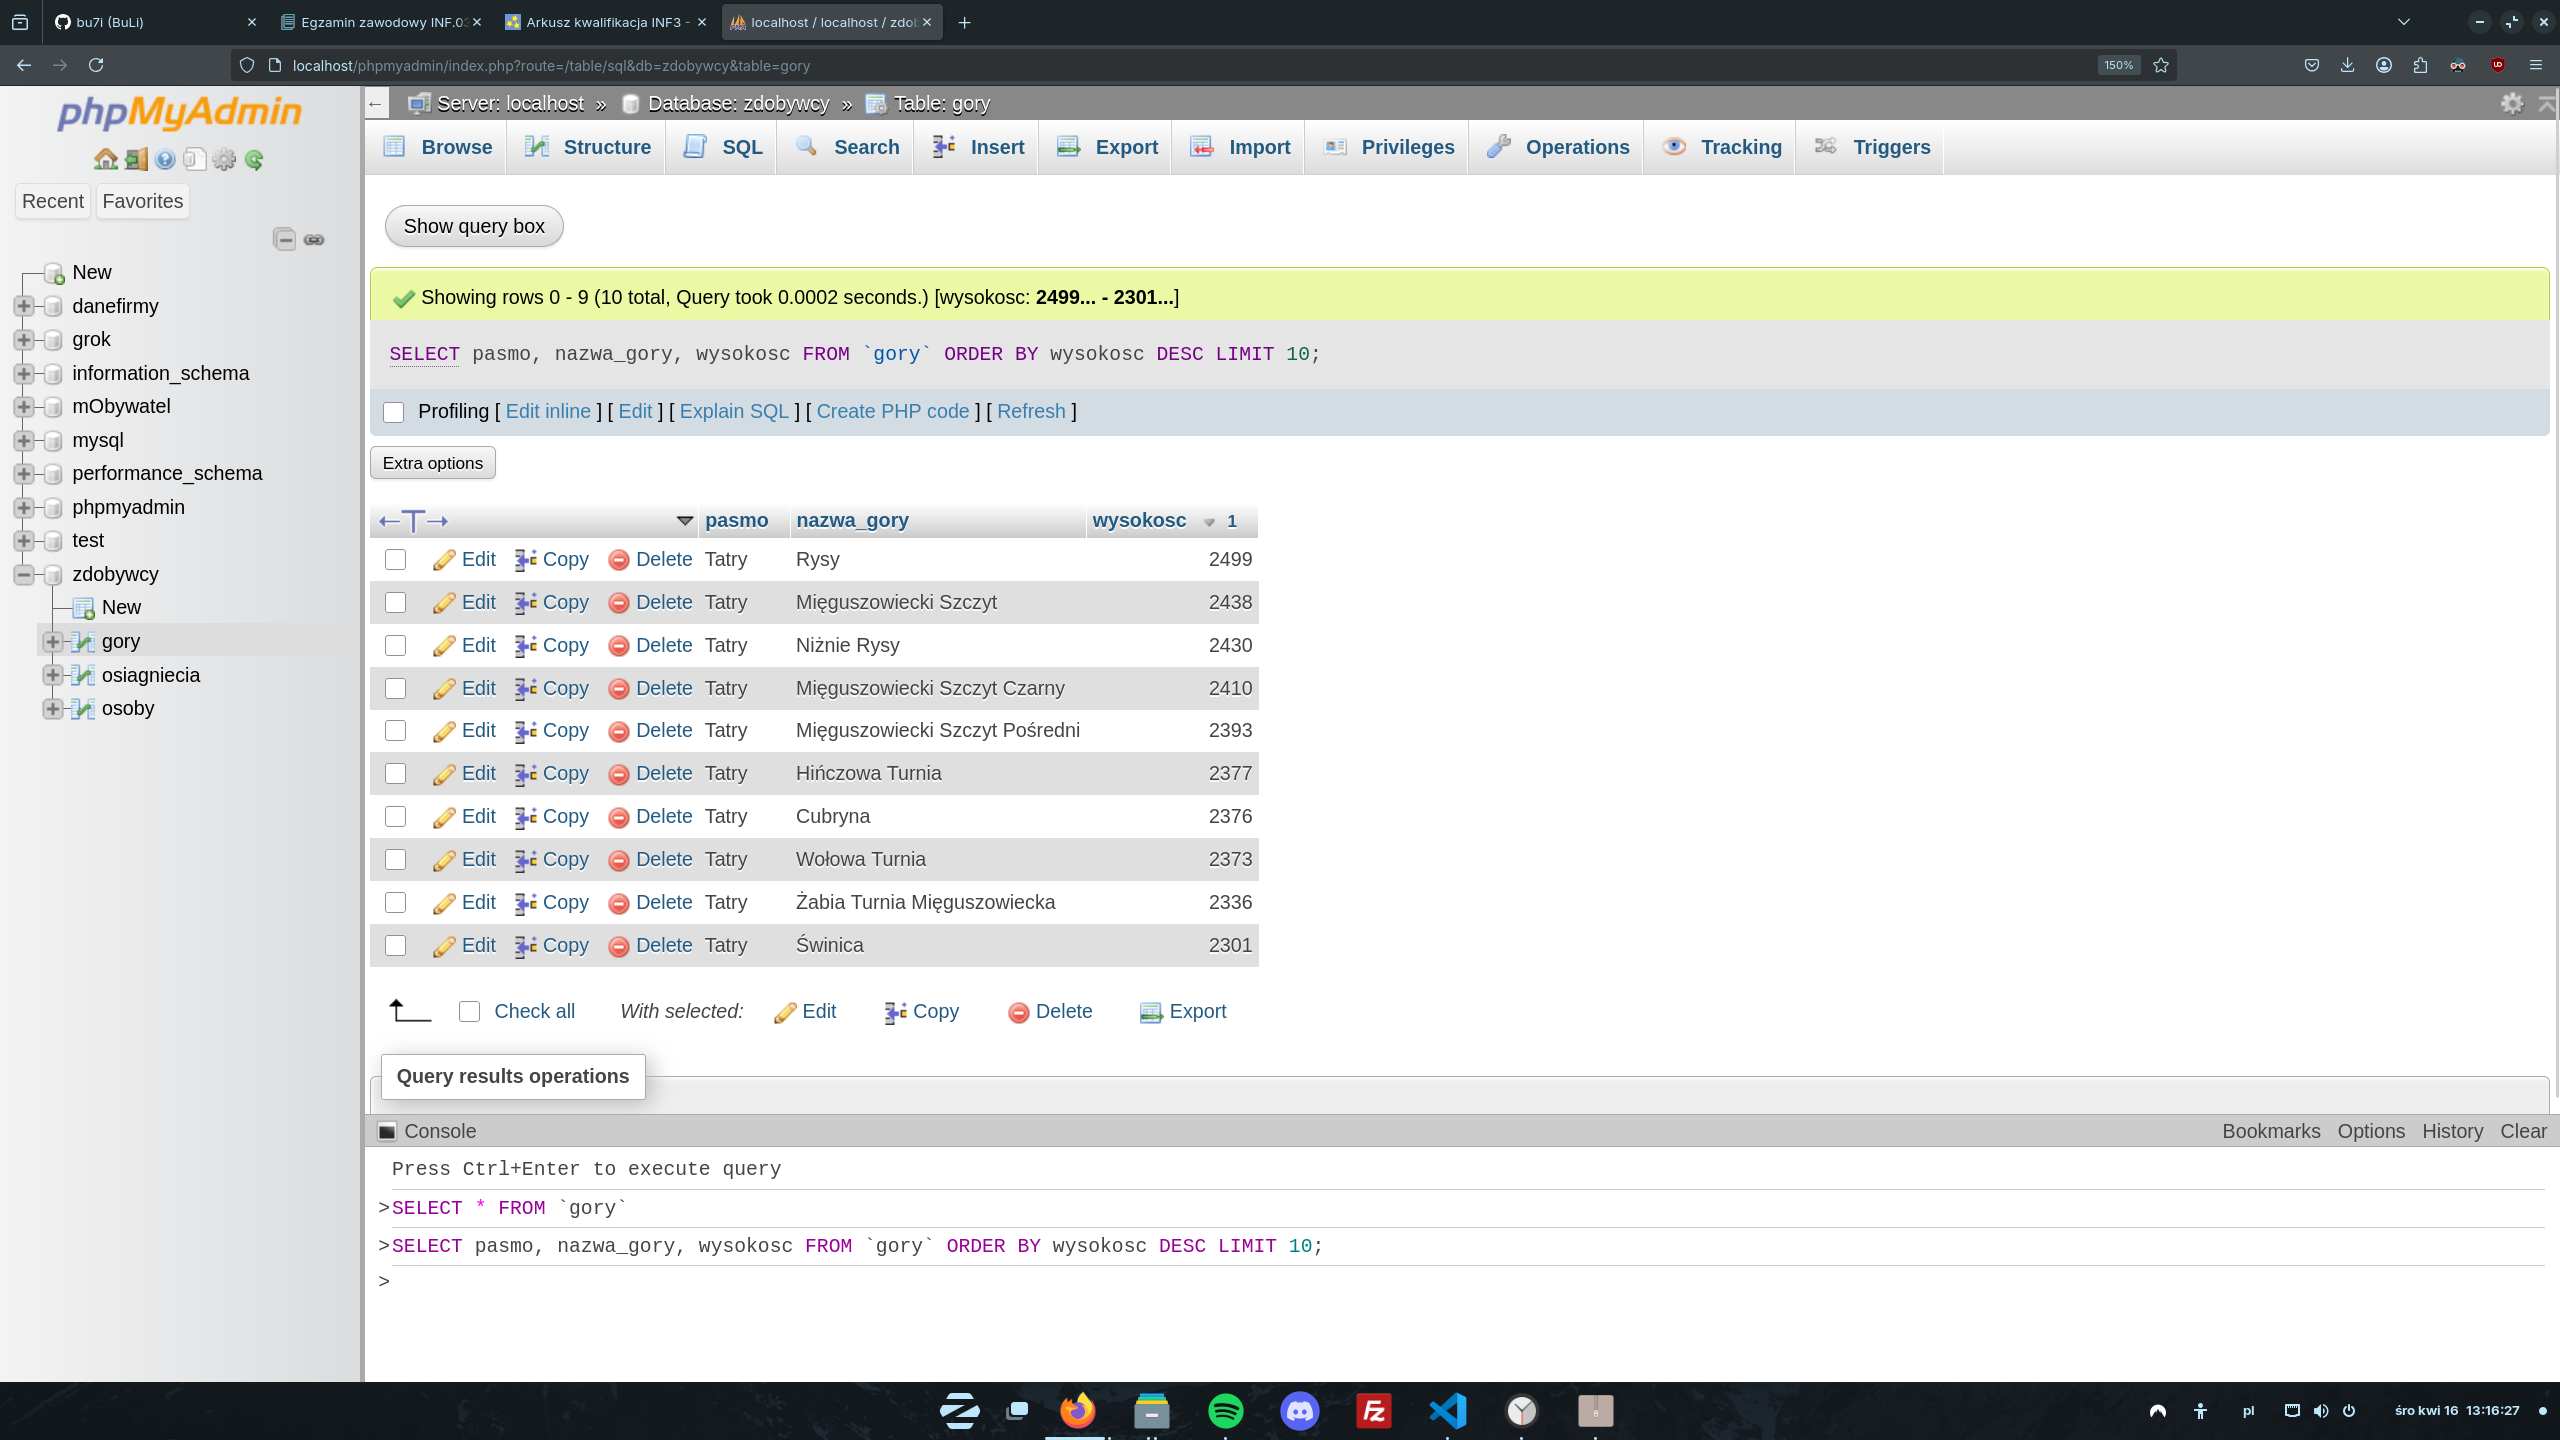 bu7i (BuLi)
Egzamin zawodowy INF.03
Arkusz kwalifikacja INF3 -
localhost / localhost / zdob
localhost/phpmyadmin/index.php?route=/table/sql&db=zdobywcy&table=gory
150%
phpMyAdmin
Recent Favorites
New
danefirmy
grok
information_schema
mObywatel
mysql
performance_schema
phpmyadmin
test
zdobywcy
New
gory
osiagniecia
osoby
← Server: localhost » Database: zdobywcy » Table: gory
Browse Structure SQL Search Insert Export Import Privileges Operations Tracking Triggers
Show query box
Showing rows 0 - 9 (10 total, Query took 0.0002 seconds.) [wysokosc: 2499... - 2301...]
SELECT pasmo, nazwa_gory, wysokosc FROM `gory` ORDER BY wysokosc DESC LIMIT 10;
Profiling [ Edit inline ] [ Edit ] [ Explain SQL ] [ Create PHP code ] [ Refresh ]
Extra options
←T→ pasmo nazwa_gory wysokosc 1
Edit Copy Delete Tatry Rysy 2499
Edit Copy Delete Tatry Mięguszowiecki Szczyt 2438
Edit Copy Delete Tatry Niżnie Rysy 2430
Edit Copy Delete Tatry Mięguszowiecki Szczyt Czarny 2410
Edit Copy Delete Tatry Mięguszowiecki Szczyt Pośredni 2393
Edit Copy Delete Tatry Hińczowa Turnia 2377
Edit Copy Delete Tatry Cubryna 2376
Edit Copy Delete Tatry Wołowa Turnia 2373
Edit Copy Delete Tatry Żabia Turnia Mięguszowiecka 2336
Edit Copy Delete Tatry Świnica 2301
Check all With selected: Edit Copy Delete Export
Query results operations
Console Bookmarks Options History Clear
Press Ctrl+Enter to execute query
>SELECT * FROM `gory`
>SELECT pasmo, nazwa_gory, wysokosc FROM `gory` ORDER BY wysokosc DESC LIMIT 10;
>
Fz
pl
śro kwi 16 13:16:27